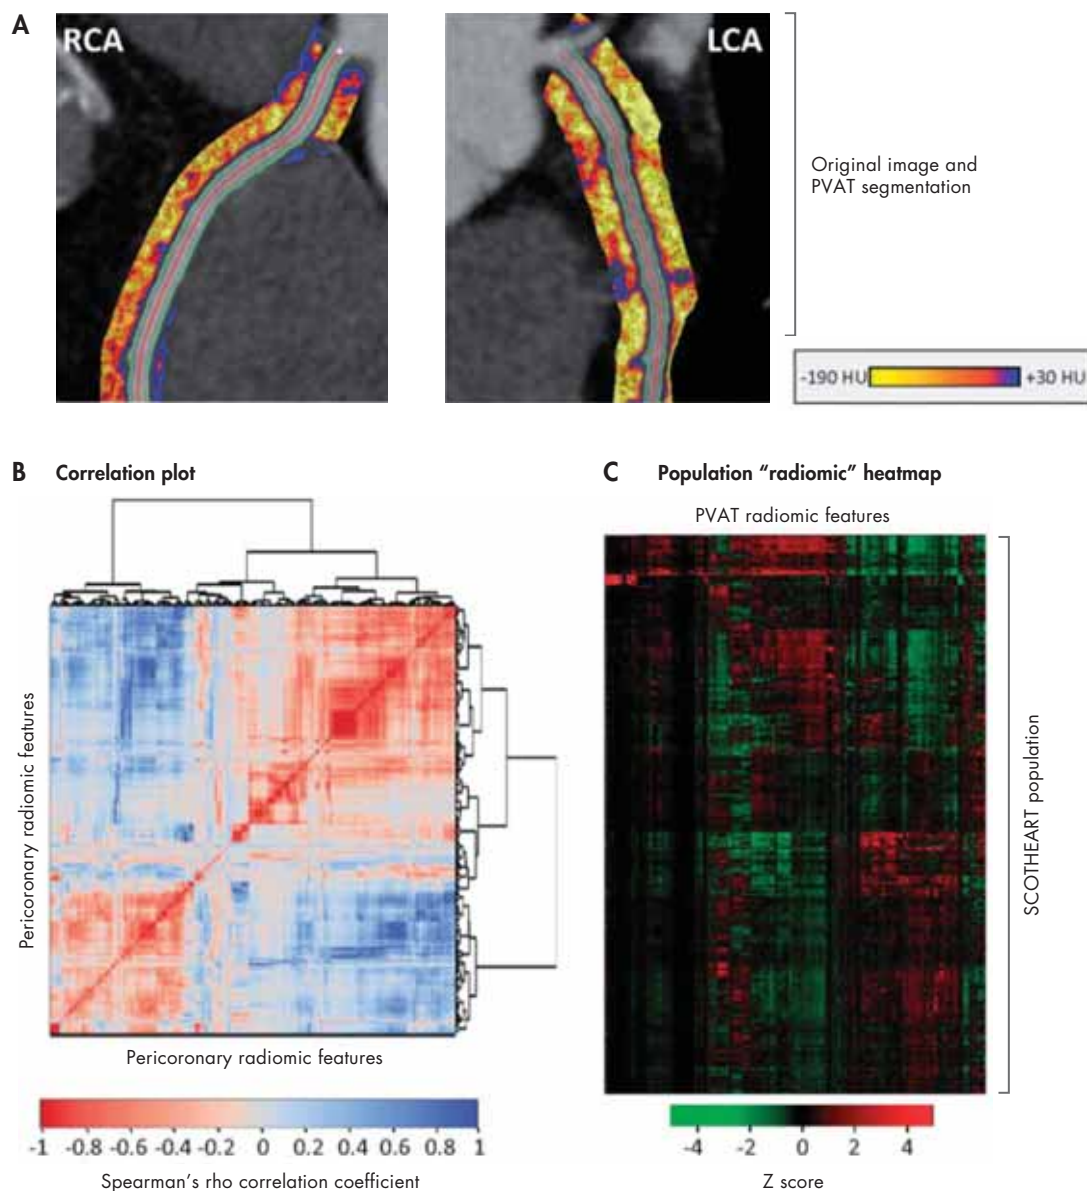 A
RCA
LCA
Original image and
PVAT segmentation
-190 HU
+30 HU
B Correlation plot
Pericoronary radiomic features
Pericoronary radiomic features
-1 -0.8 -0.6 -0.4 -0.2 0 0.2 0.4 0.6 0.8 1
Spearman's rho correlation coefficient
C Population “radiomic” heatmap
PVAT radiomic features
SCOTHEART population
-4 -2 0 2 4
Z score